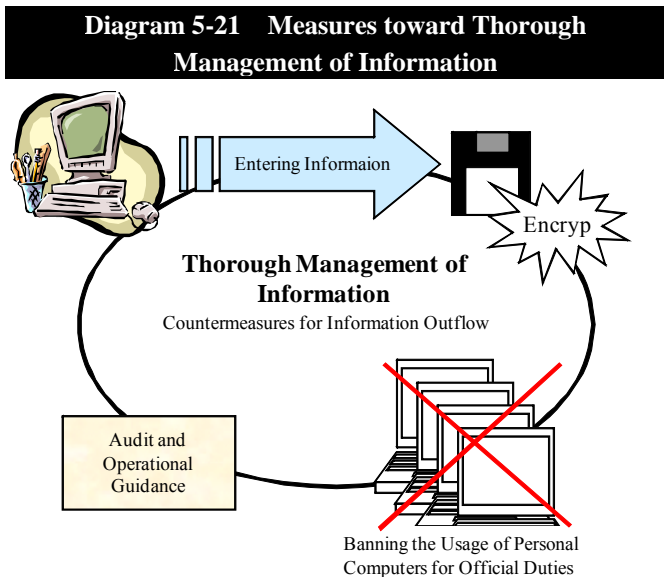 Diagram 5-21 Measures toward Thorough
Management of Information
Entering Informaion
Encryp
Thorough Management of
Information
Countermeasures for Information Outflow
Audit and
Operational
Guidance
Banning the Usage of Personal
Computers for Official Duties